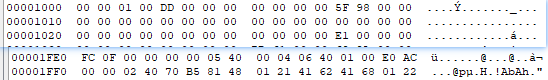 00001000 00 00 01 00 DD 00 00 00 00 00 00 00 5F 98 00 00 ....Ý......._...
00001010 00 00 00 00 00 00 00 00 00 00 00 00 00 00 00 00 ................
00001020 00 00 00 00 00 00 00 00 00 00 00 00 E1 00 00 00 ............á...
00001FE0 FC 0F 00 00 00 00 05 40 00 04 06 40 01 00 E0 AC ü......@...@..à¬
00001FF0 00 00 02 40 70 B5 81 48 01 21 41 62 41 68 01 22 ...@pµ.H.!AbAh."